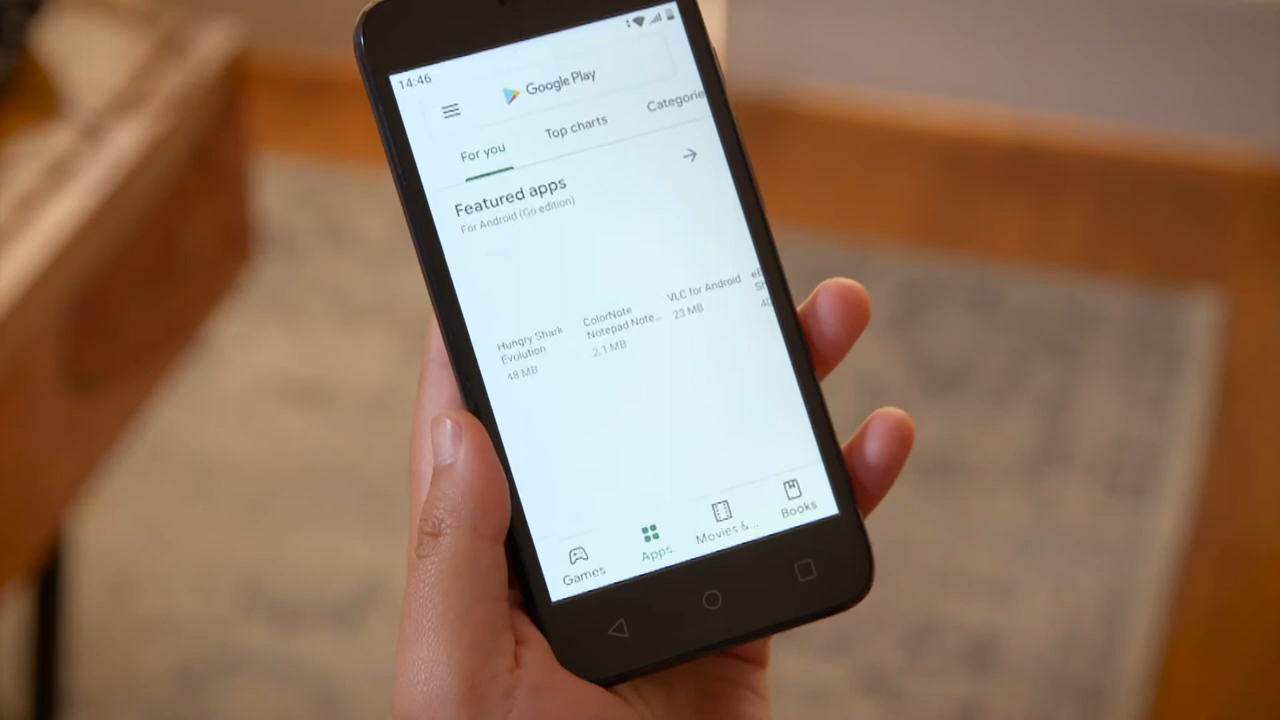 14:46
Google Play
For you
Top charts
Categorie
Featured apps
For Android (Go edition)
Hungry Shark
Evolution
48 MB
ColorNote
Notepad Note...
2.1 MB
VLC for Android
23 MB
Games
Apps
Movies &...
Books